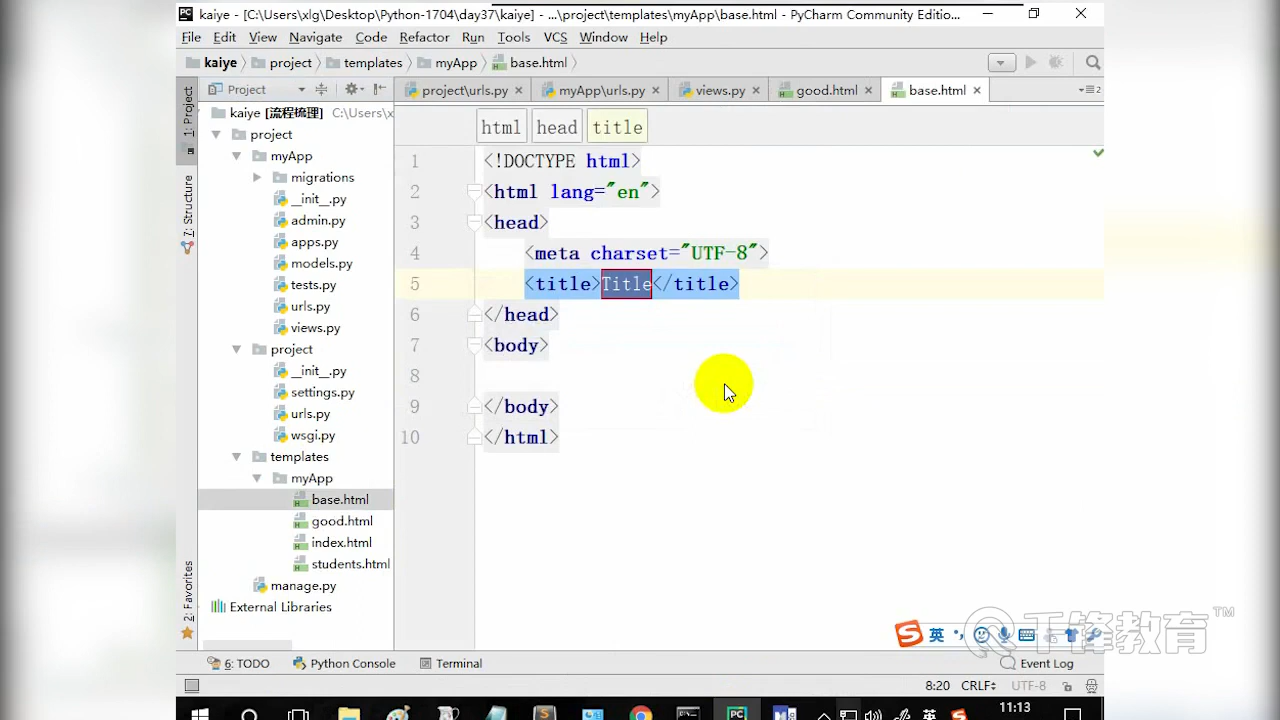 kaiye - [C:\Users\xlg\Desktop\Python-1704\day37\kaiye] - ...\project\templates\myApp\base.html - PyCharm Community Editio...
File Edit View Navigate Code Refactor Run Tools VCS Window Help
kaiye project templates myApp base.html
1: Project
7: Structure
2: Favorites
Project
project\urls.py myApp\urls.py views.py good.html base.html
2
kaiye [流程梳理] C:\Users\x
project
myApp
migrations
__init__.py
admin.py
apps.py
models.py
tests.py
urls.py
views.py
project
__init__.py
settings.py
urls.py
wsgi.py
templates
myApp
base.html
good.html
index.html
students.html
manage.py
External Libraries
html head title
1 <!DOCTYPE html>
2 <html lang="en">
3 <head>
4 <meta charset="UTF-8">
5 <title>Title</title>
6 </head>
7 <body>
8
9 </body>
10 </html>
英
千锋教育™
6: TODO Python Console Terminal Event Log
8:20 CRLF UTF-8
英 11:13